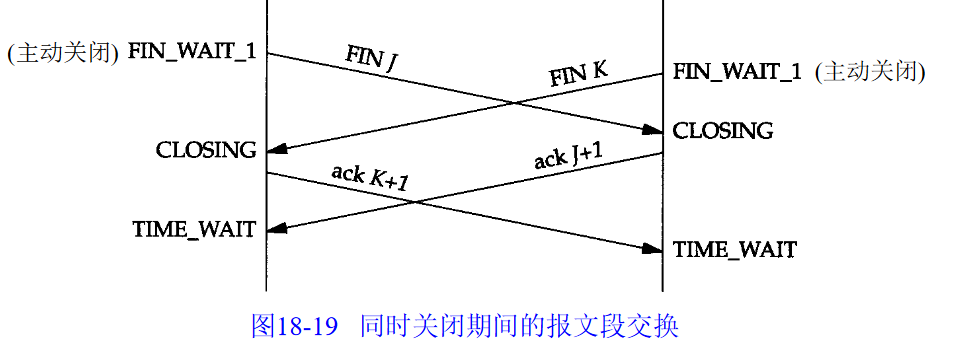 (主动关闭) FIN_WAIT_1
FIN J
FIN K
FIN_WAIT_1 (主动关闭)
CLOSING
CLOSING
ack K+1
ack J+1
TIME_WAIT
TIME_WAIT
图18-19 同时关闭期间的报文段交换